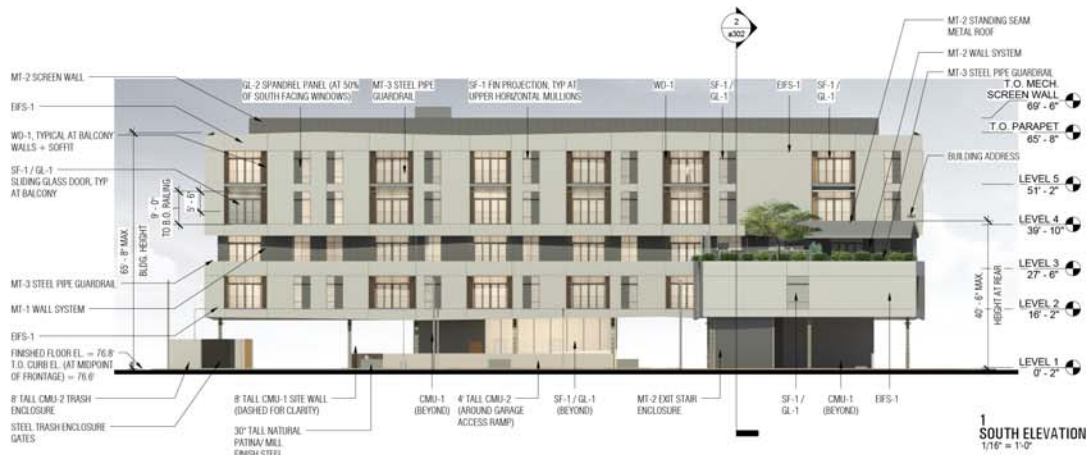 2
a302
MT-2 STANDING SEAM
METAL ROOF
MT-2 WALL SYSTEM
MT-3 STEEL PIPE GUARDRAIL
T.O. MECH.
SCREEN WALL
69' - 6"
T.O. PARAPET
65' - 8"
BUILDING ADDRESS
LEVEL 5
51' - 2"
LEVEL 4
39' - 10"
LEVEL 3
27' - 6"
LEVEL 2
16' - 2"
LEVEL 1
0' - 2"
MT-2 SCREEN WALL
EIFS-1
WD-1, TYPICAL AT BALCONY
WALLS + SOFFIT
SF-1 / GL-1
SLIDING GLASS DOOR, TYP
AT BALCONY
GL-2 SPANDREL PANEL (AT 50%
OF SOUTH FACING WINDOWS)
MT-3 STEEL PIPE
GUARDRAIL
SF-1 FIN PROJECTION, TYP AT
UPPER HORIZONTAL MULLIONS
WD-1
SF-1 /
GL-1
EIFS-1
SF-1 /
GL-1
65' - 8" MAX.
BLDG. HEIGHT
9' - 0"
TO B.O. RAILING
5' - 6"
40' - 6" MAX.
HEIGHT AT REAR
MT-3 STEEL PIPE GUARDRAIL
MT-1 WALL SYSTEM
EIFS-1
FINISHED FLOOR EL. = 76.8'
T.O. CURB EL. (AT MIDPOINT
OF FRONTAGE) = 76.6'
8' TALL CMU-2 TRASH
ENCLOSURE
STEEL TRASH ENCLOSURE
GATES
8' TALL CMU-1 SITE WALL
(DASHED FOR CLARITY)
30" TALL NATURAL
PATINA/ MILL
FINISH STEEL
CMU-1
(BEYOND)
4' TALL CMU-2
(AROUND GARAGE
ACCESS RAMP)
SF-1 / GL-1
(BEYOND)
MT-2 EXIT STAIR
ENCLOSURE
SF-1 /
GL-1
CMU-1
(BEYOND)
EIFS-1
1
SOUTH ELEVATION
1/16" = 1'-0"